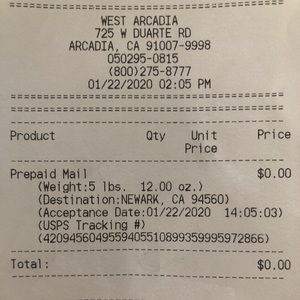 WEST ARCADIA
725 W DUARTE RD
ARCADIA, CA 91007-9998
050295-0815
(800)275-8777
01/22/2020 02:05 PM
Product Qty Unit Price
Price
Prepaid Mail $0.00
(Weight:5 lbs. 12.00 oz.)
(Destination:NEWARK, CA 94560)
(Acceptance Date:01/22/2020 14:05:03)
(USPS Tracking #)
(420945604955940551089935999597​2866)
Total: $0.00